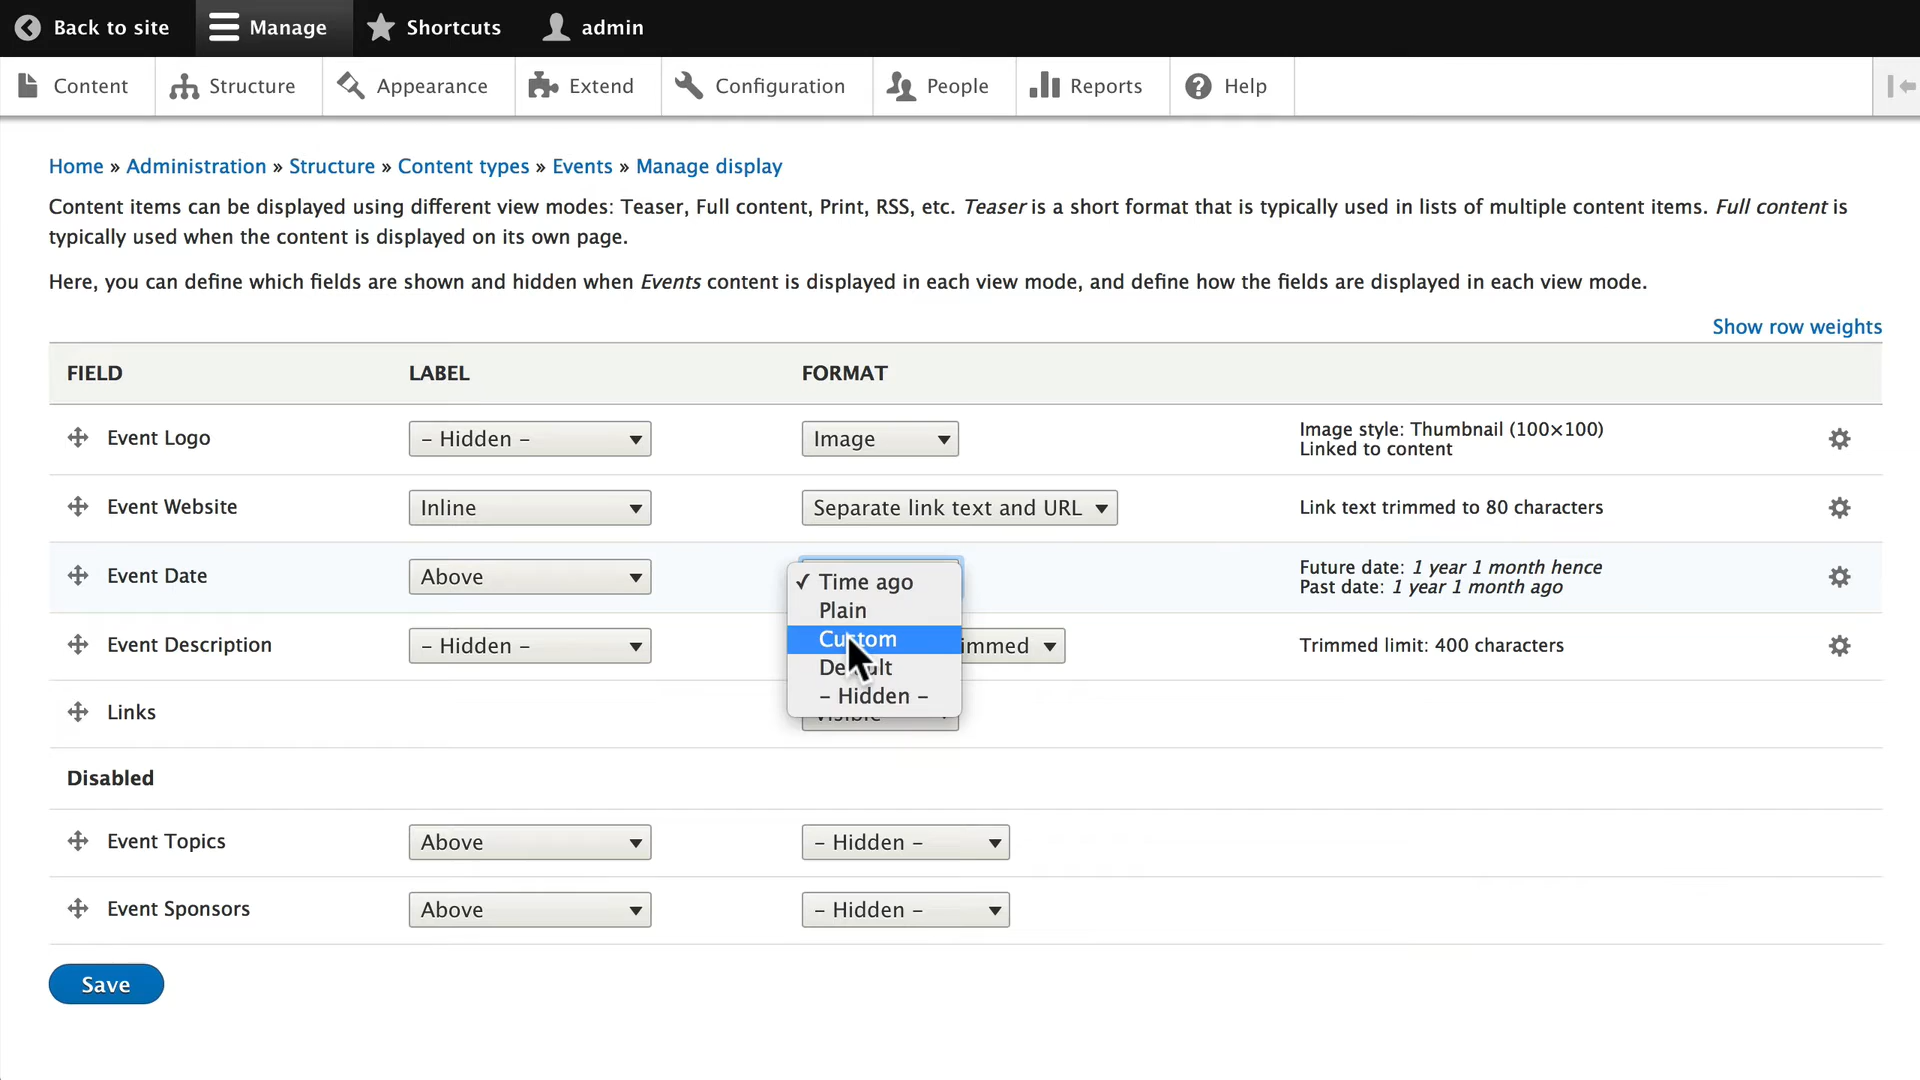 Back to site
Manage
Shortcuts
admin
Content
Structure
Appearance
Extend
Configuration
People
Reports
Help
Home » Administration » Structure » Content types » Events » Manage display
Content items can be displayed using different view modes: Teaser, Full content, Print, RSS, etc. Teaser is a short format that is typically used in lists of multiple content items. Full content is
typically used when the content is displayed on its own page.
Here, you can define which fields are shown and hidden when Events content is displayed in each view mode, and define how the fields are displayed in each view mode.
Show row weights
FIELD LABEL FORMAT
Event Logo
- Hidden -
Image
Image style: Thumbnail (100×100)
Linked to content
Event Website
Inline
Separate link text and URL
Link text trimmed to 80 characters
Event Date
Above
✓ Time ago
Plain
Custom
Default
- Hidden -
Future date: 1 year 1 month hence
Past date: 1 year 1 month ago
Event Description
- Hidden -
immed
Trimmed limit: 400 characters
Links
Visible
Disabled
Event Topics
Above
- Hidden -
Event Sponsors
Above
- Hidden -
Save